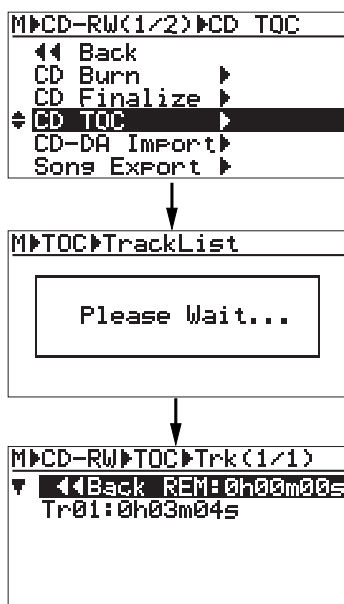 M▶CD-RW(1/2)▶CD TOC
◀◀ Back
CD Burn ▶
CD Finalize ▶
CD TOC ▶
CD-DA Import▶
Song Export ▶
M▶TOC▶TrackList
Please Wait...
M▶CD-RW▶TOC▶Trk(1/1)
◀◀Back REM:0h00m00s
Tr01:0h03m04s